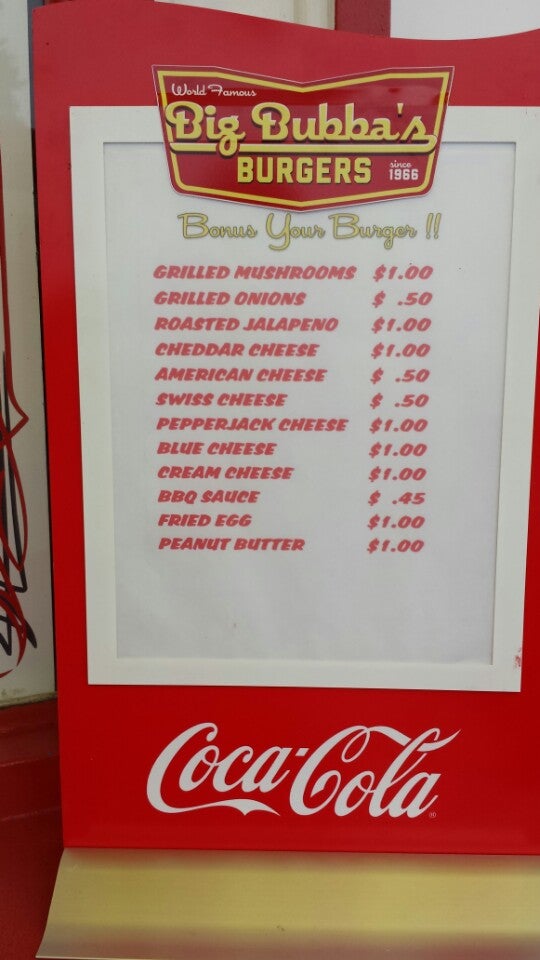 World Famous
Big Bubba's
BURGERS since 1966
Bonus Your Burger !!
GRILLED MUSHROOMS $1.00
GRILLED ONIONS $ .50
ROASTED JALAPENO $1.00
CHEDDAR CHEESE $1.00
AMERICAN CHEESE $ .50
SWISS CHEESE $ .50
PEPPERJACK CHEESE $1.00
BLUE CHEESE $1.00
CREAM CHEESE $1.00
BBQ SAUCE $ .45
FRIED EGG $1.00
PEANUT BUTTER $1.00
Coca-Cola®